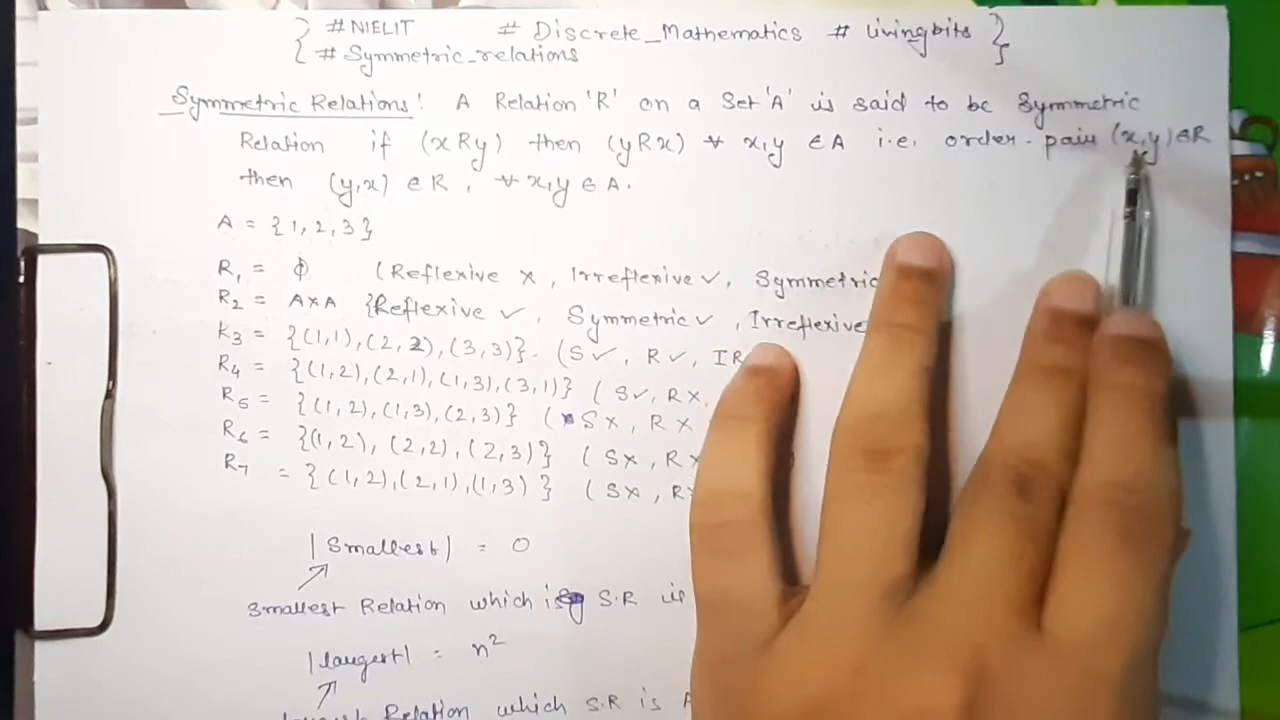 { #NIELIT # Discrete_Mathematics # Livingbits }
# Symmetric_relations
Symmetric Relations: A Relation 'R' on a Set 'A' is said to be Symmetric
Relation if (xRy) then (yRx) ∀ x,y ∈A i.e. order-pair (x,y)∈R
then (y,x) ∈R, ∀ x,y ∈ A.
A = {1,2,3}
R₁ = ϕ (Reflexive ×, Irreflexive ✓, Symmetric
R₂ = A×A {Reflexive ✓, Symmetric ✓, Irreflexive
R₃ = {(1,1),(2,2),(3,3)}. (S✓, R✓, IR
R₄ = {(1,2),(2,1),(1,3),(3,1)} (S✓, R×,
R₅ = {(1,2),(1,3),(2,3)} (S×, R×
R₆ = {(1,2), (2,2), (2,3)} (S×, R×
R₇ = {(1,2),(2,1),(1,3)} (S×, R×
|Smallest| = 0
Smallest Relation which is S.R is
|largest| = n²
Relation which S.R is A